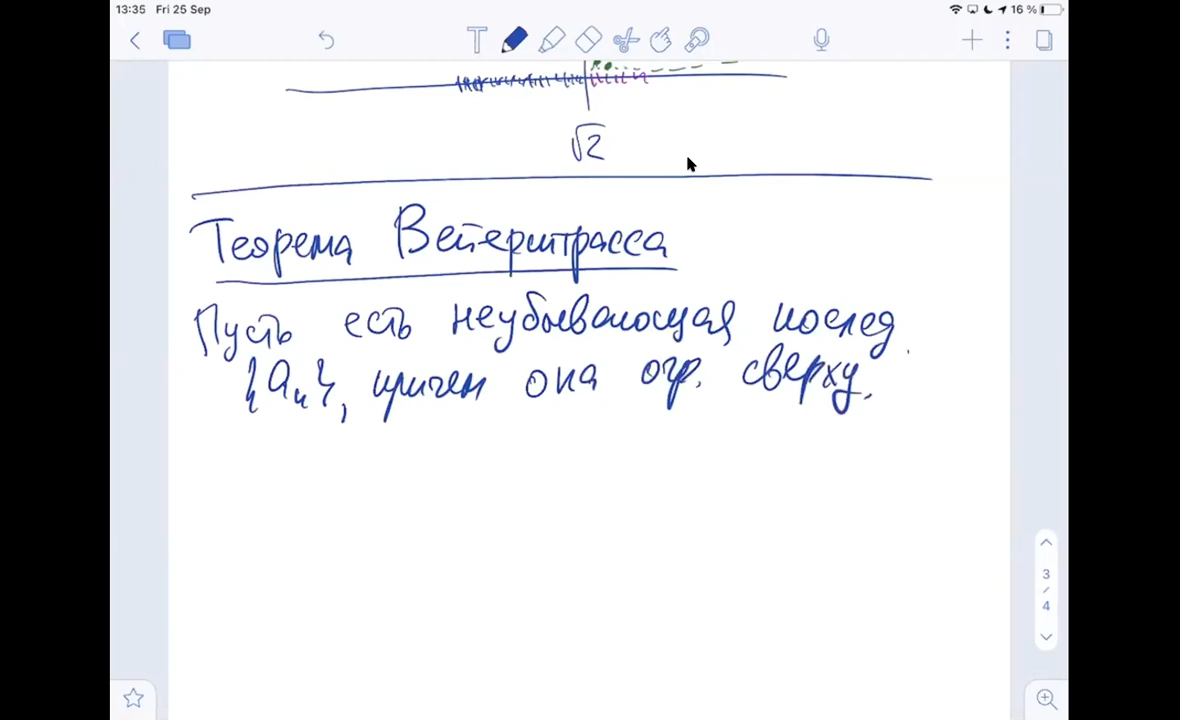 13:35 Fri 25 Sep 16 %
T
√2
Теорема Вейерштрасса
Пусть есть неубывающая послед.
{aₙ}, причем она огр. сверху.
3
/
4